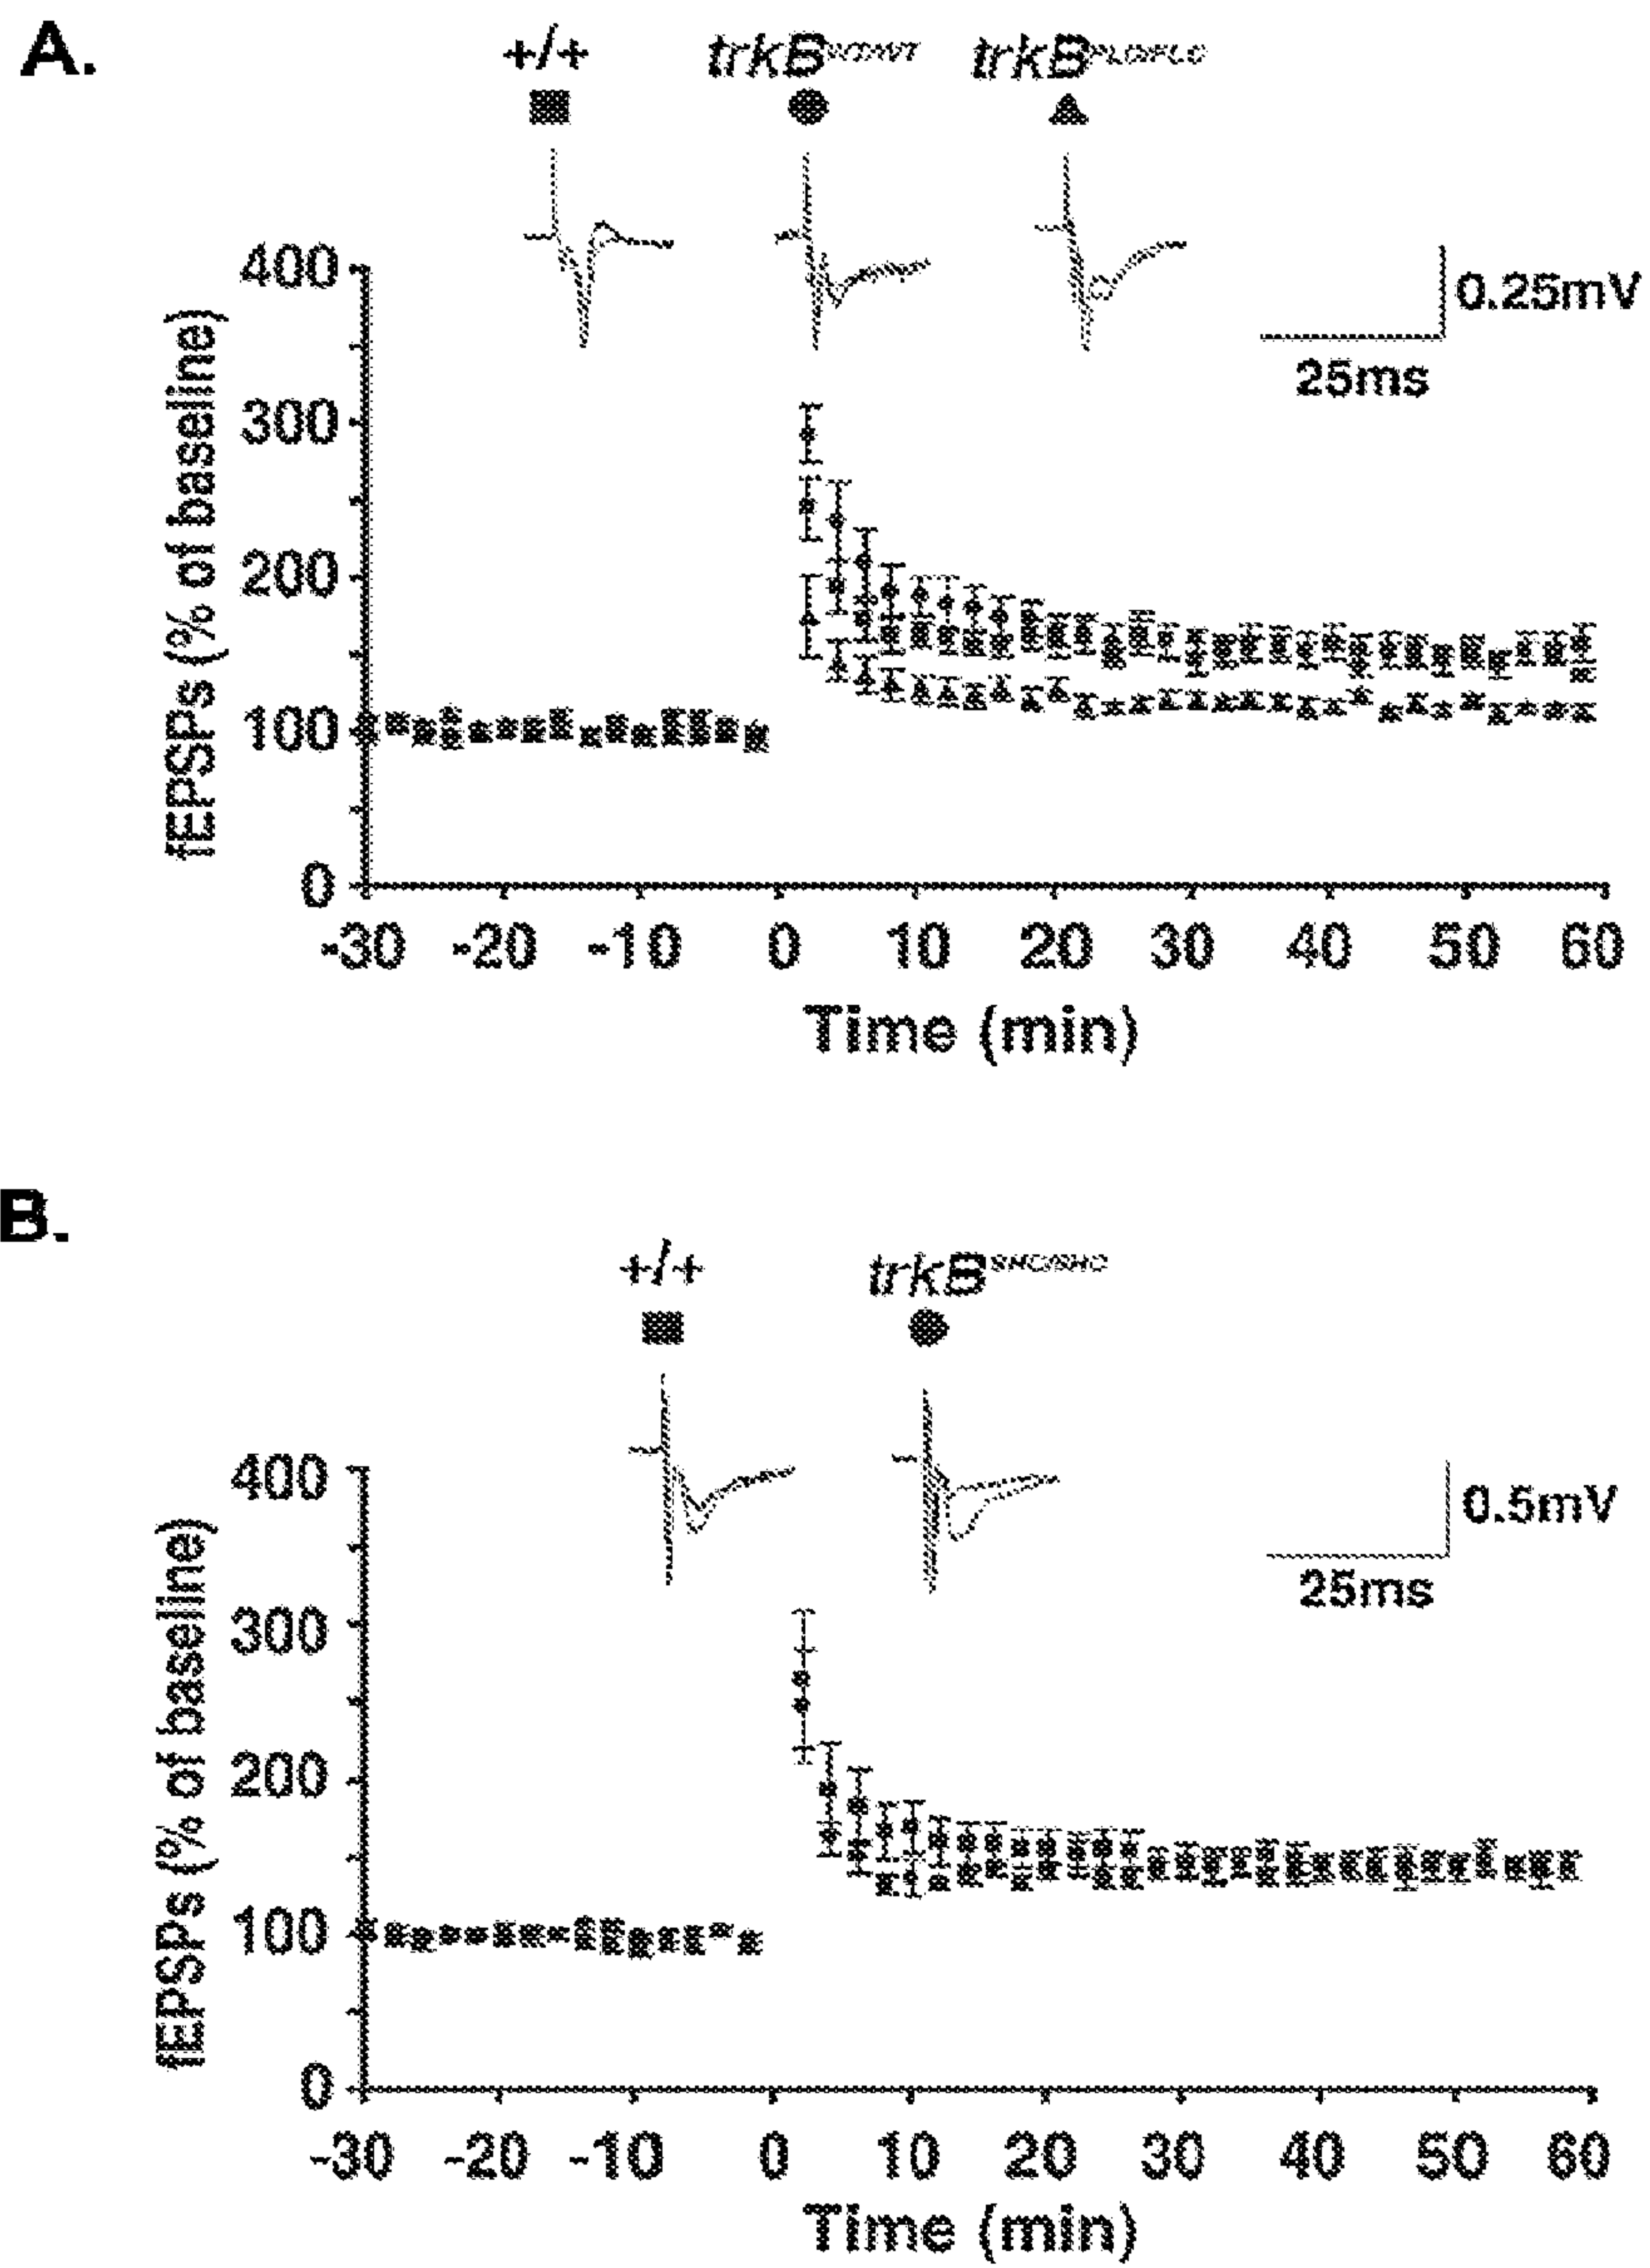 A.
+/+ trkB trkB
400
300
200
100
0
fEPSPs (% of baseline)
0.25mV
25ms
-30 -20 -10 0 10 20 30 40 50 60
Time (min)
B.
+/+ trkB SHC/SHC
400
300
200
100
0
fEPSPs (% of baseline)
0.5mV
25ms
-30 -20 -10 0 10 20 30 40 50 60
Time (min)